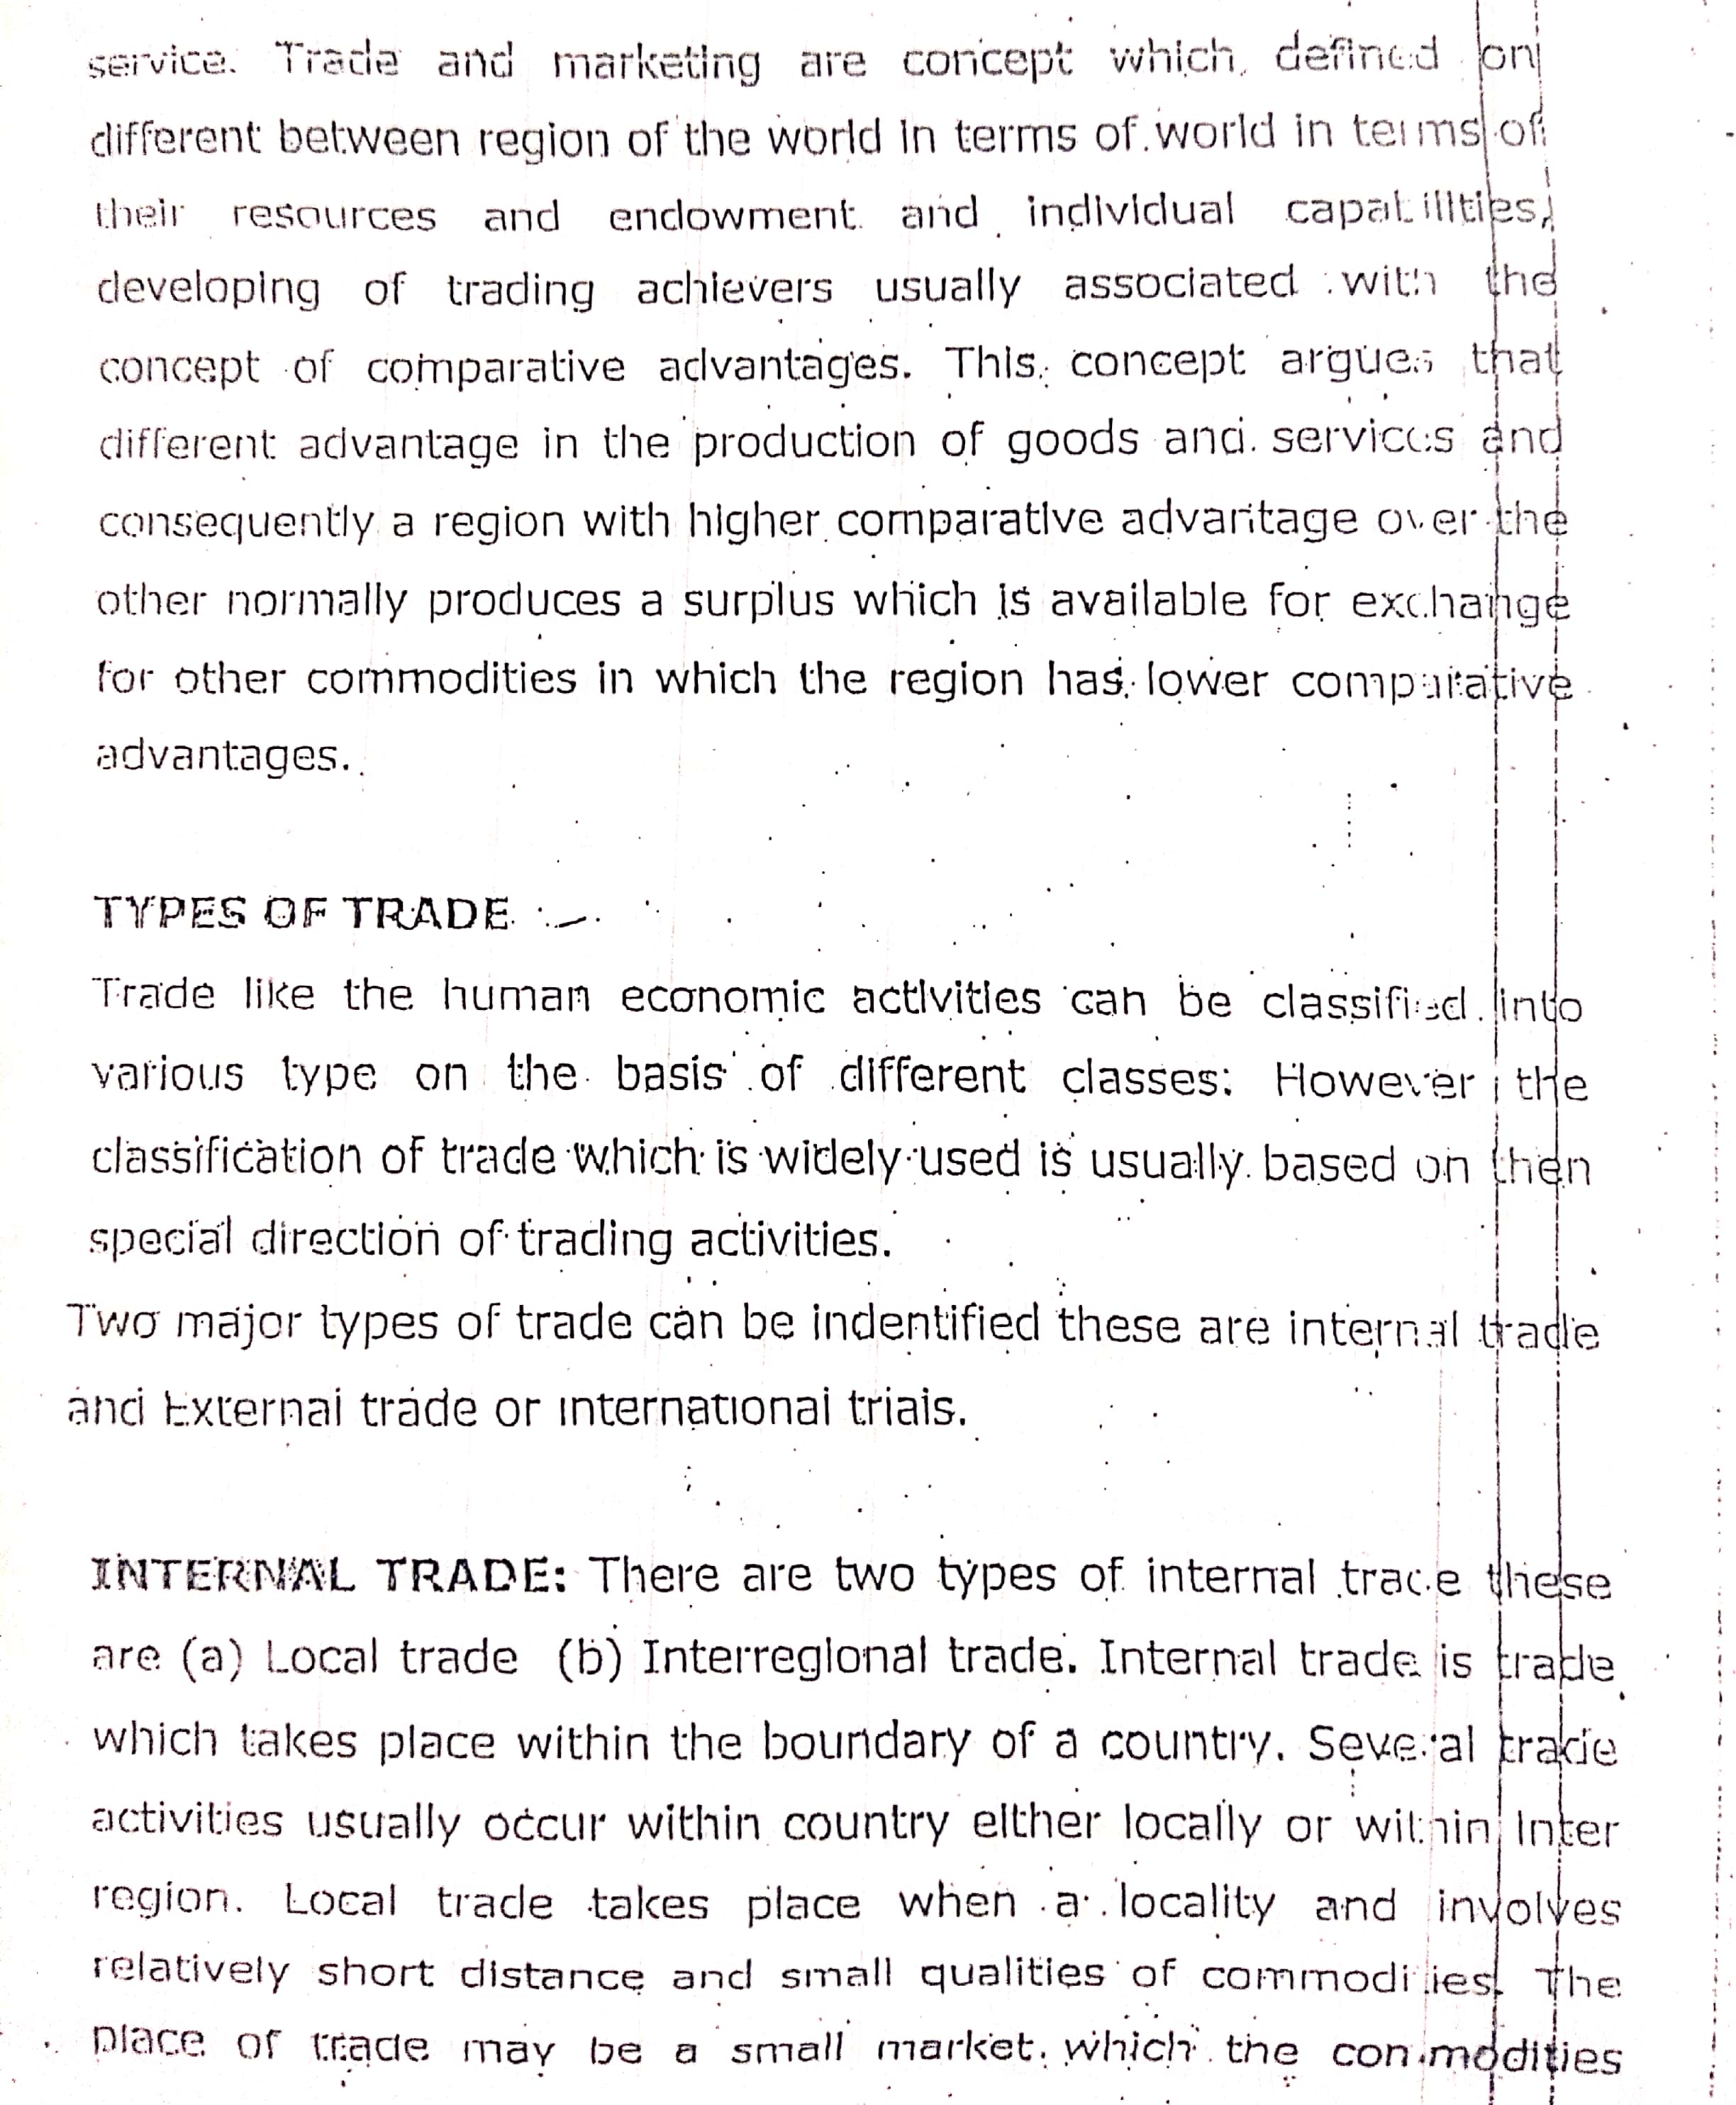 service. Trade and marketing are concept which defined on
different between region of the world in terms of world in terms of
their resources and endowment and individual capabilities,
developing of trading achievers usually associated with the
concept of comparative advantages. This concept argues that
different advantage in the production of goods and services and
consequently a region with higher comparative advantage over the
other normally produces a surplus which is available for exchange
for other commodities in which the region has lower comparative
advantages.
TYPES OF TRADE :-
Trade like the human economic activities can be classified into
various type on the basis of different classes: However the
classification of trade which is widely used is usually based on then
special direction of trading activities.
Two major types of trade can be indentified these are internal trade
and External trade or international trials.
INTERNAL TRADE: There are two types of internal trade these
are (a) Local trade (b) Interregional trade. Internal trade is trade
which takes place within the boundary of a country. Several trade
activities usually occur within country either locally or within Inter
region. Local trade takes place when a locality and involves
relatively short distance and small qualities of commodities. The
place of trade may be a small market. which the commodities